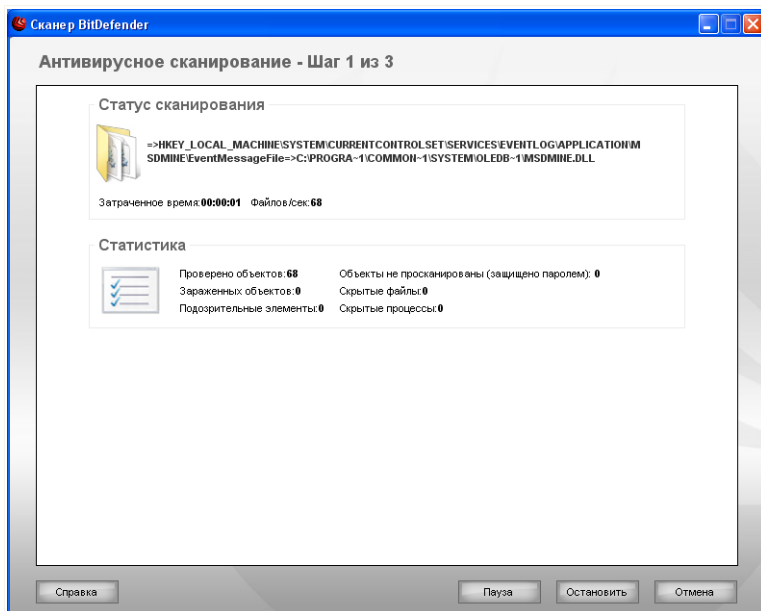 Сканер BitDefender
Антивирусное сканирование - Шаг 1 из 3
Статус сканирования
=>HKEY_LOCAL_MACHINE\SYSTEM\CURRENTCONTROLSET\SERVICES\EVENTLOG\APPLICATION\M
SDMINE\EventMessageFile=>C:\PROGRA~1\COMMON~1\SYSTEM\OLEDB~1\MSDMINE.DLL
Затраченное время:00:00:01 Файлов/сек:68
Статистика
Проверено объектов:68 Объекты не просканированы (защищено паролем): 0
Зараженных объектов:0 Скрытые файлы:0
Подозрительные элементы:0 Скрытые процессы:0
Справка Пауза Остановить Отмена